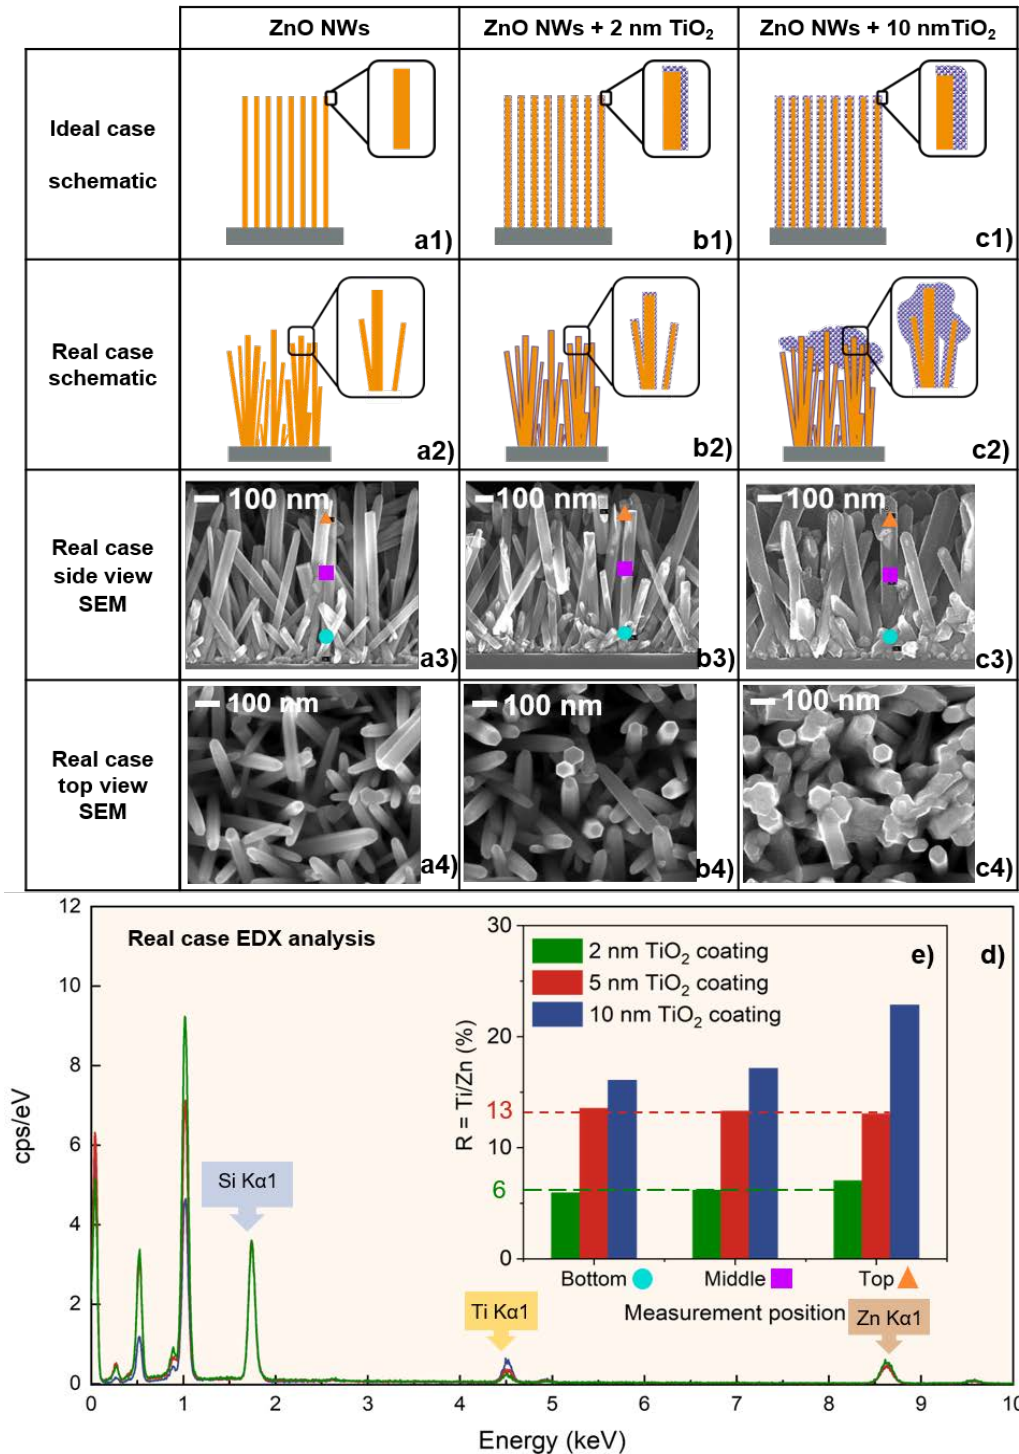 ZnO NWs
ZnO NWs + 2 nm TiO₂
ZnO NWs + 10 nmTiO₂
Ideal case
schematic
a1)
b1)
c1)
Real case
schematic
a2)
b2)
c2)
Real case
side view
SEM
100 nm
a3)
100 nm
b3)
100 nm
c3)
Real case
top view
SEM
100 nm
a4)
100 nm
b4)
100 nm
c4)
Real case EDX analysis
e)
d)
cps/eV
12
10
8
6
4
2
0
Si Kα1
Ti Kα1
Zn Kα1
0 1 2 3 4 5 6 7 8 9 10
Energy (keV)
R = Ti/Zn (%)
30
20
13
10
6
0
2 nm TiO₂ coating
5 nm TiO₂ coating
10 nm TiO₂ coating
Bottom
Middle
Top
Measurement position